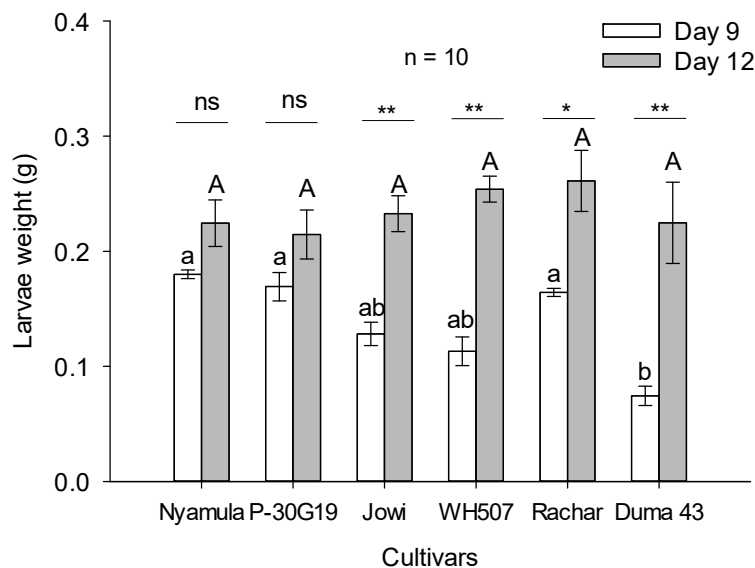 0.4
Day 9
Day 12
n = 10
ns ns ** ** * **
0.3
A A A A A A
0.2
a a ab ab a b
Larvae weight (g)
0.1
0.0
Nyamula P-30G19 Jowi WH507 Rachar Duma 43
Cultivars